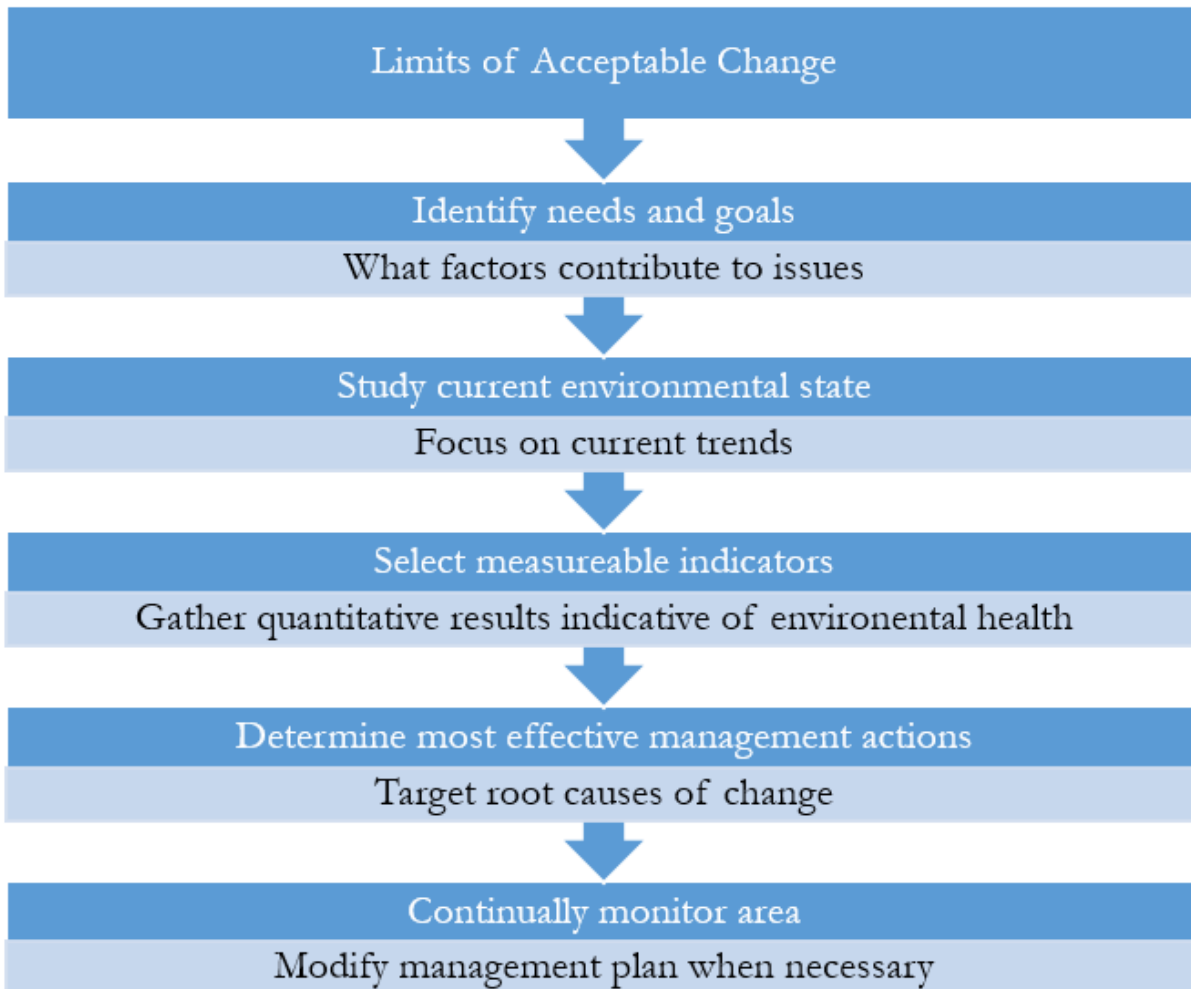 Limits of Acceptable Change
Identify needs and goals
What factors contribute to issues
Study current environmental state
Focus on current trends
Select measureable indicators
Gather quantitative results indicative of environental health
Determine most effective management actions
Target root causes of change
Continually monitor area
Modify management plan when necessary